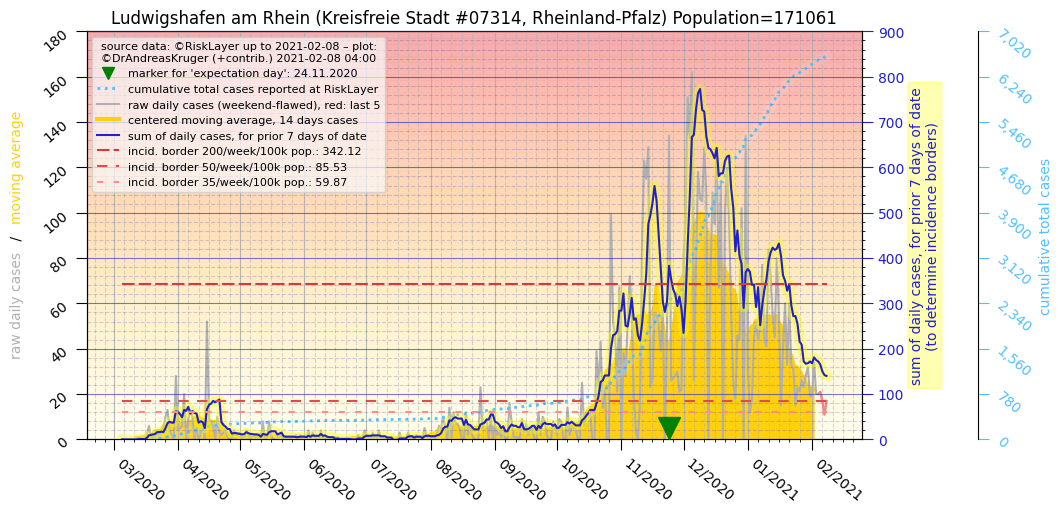 Ludwigshafen am Rhein (Kreisfreie Stadt #07314, Rheinland-Pfalz) Population=171061
source data: ©RiskLayer up to 2021-02-08 – plot:
©DrAndreasKruger (+contrib.) 2021-02-08 04:00
marker for 'expectation day': 24.11.2020
cumulative total cases reported at RiskLayer
raw daily cases (weekend-flawed), red: last 5
centered moving average, 14 days cases
sum of daily cases, for prior 7 days of date
incid. border 200/week/100k pop.: 342.12
incid. border 50/week/100k pop.: 85.53
incid. border 35/week/100k pop.: 59.87
raw daily cases / moving average
180
160
140
120
100
80
60
40
20
0
03/2020
04/2020
05/2020
06/2020
07/2020
08/2020
09/2020
10/2020
11/2020
12/2020
01/2021
02/2021
900
800
700
600
500
400
300
200
100
0
sum of daily cases, for prior 7 days of date
(to determine incidence borders)
7,020
6,240
5,460
4,680
3,900
3,120
2,340
1,560
780
0
cumulative total cases